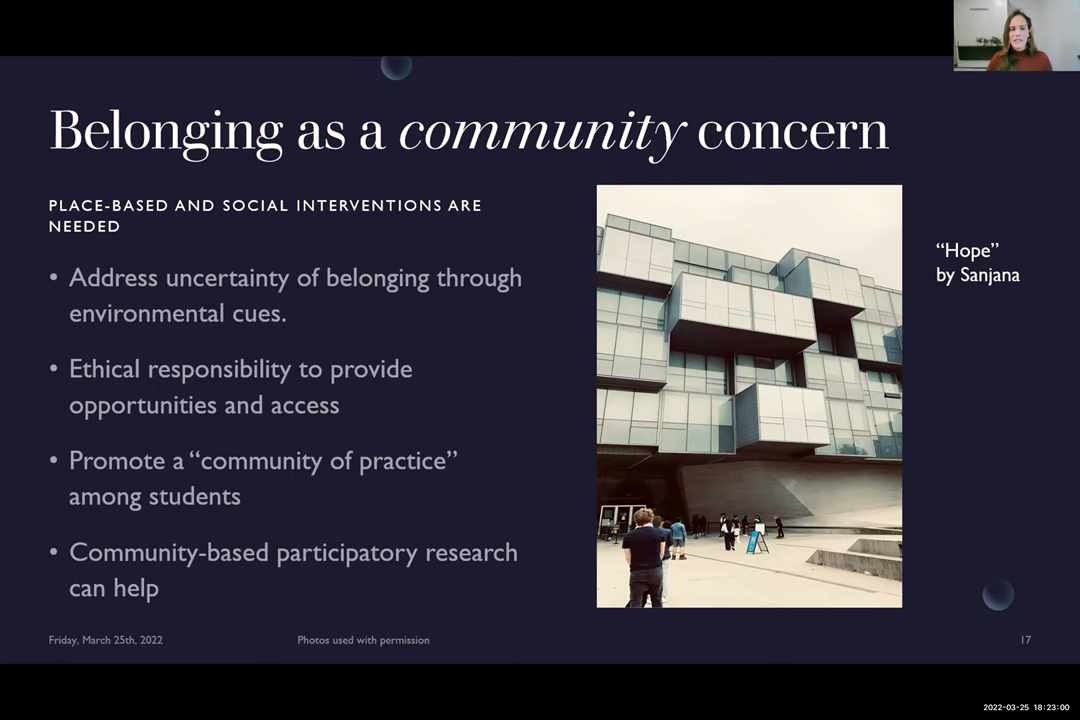 Belonging as a community concern
PLACE-BASED AND SOCIAL INTERVENTIONS ARE
NEEDED
• Address uncertainty of belonging through
environmental cues.
• Ethical responsibility to provide
opportunities and access
• Promote a “community of practice”
among students
• Community-based participatory research
can help
“Hope”
by Sanjana
Friday, March 25th, 2022
Photos used with permission
17
2022-03-25 18:23:00